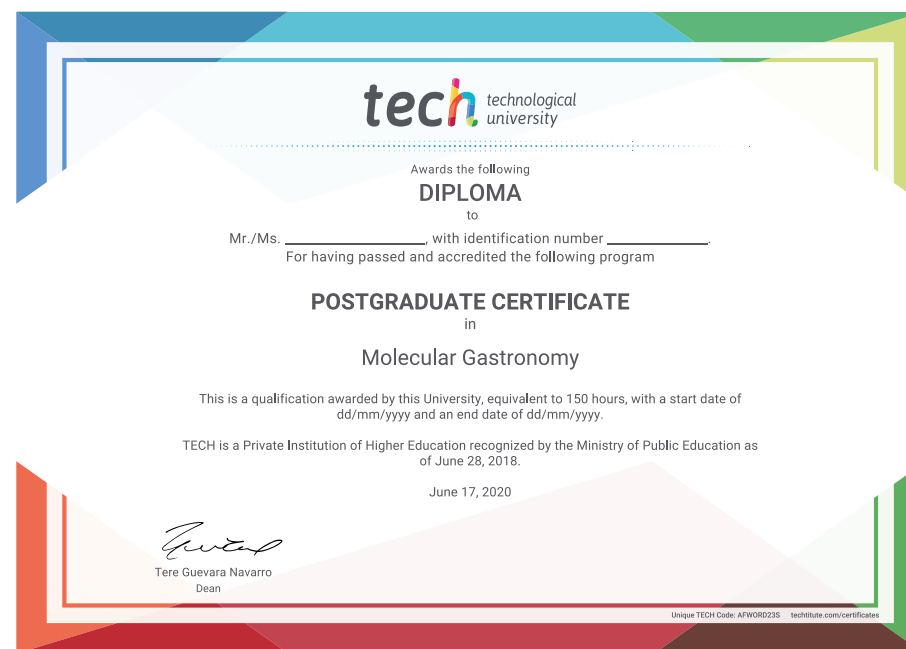 tech technological
university
Awards the following
DIPLOMA
to
Mr./Ms. ____________________, with identification number ______________.
For having passed and accredited the following program
POSTGRADUATE CERTIFICATE
in
Molecular Gastronomy
This is a qualification awarded by this University, equivalent to 150 hours, with a start date of
dd/mm/yyyy and an end date of dd/mm/yyyy.
TECH is a Private Institution of Higher Education recognized by the Ministry of Public Education as
of June 28, 2018.
June 17, 2020
Tere Guevara Navarro
Dean
Unique TECH Code: AFWORD23S techtitute.com/certificates